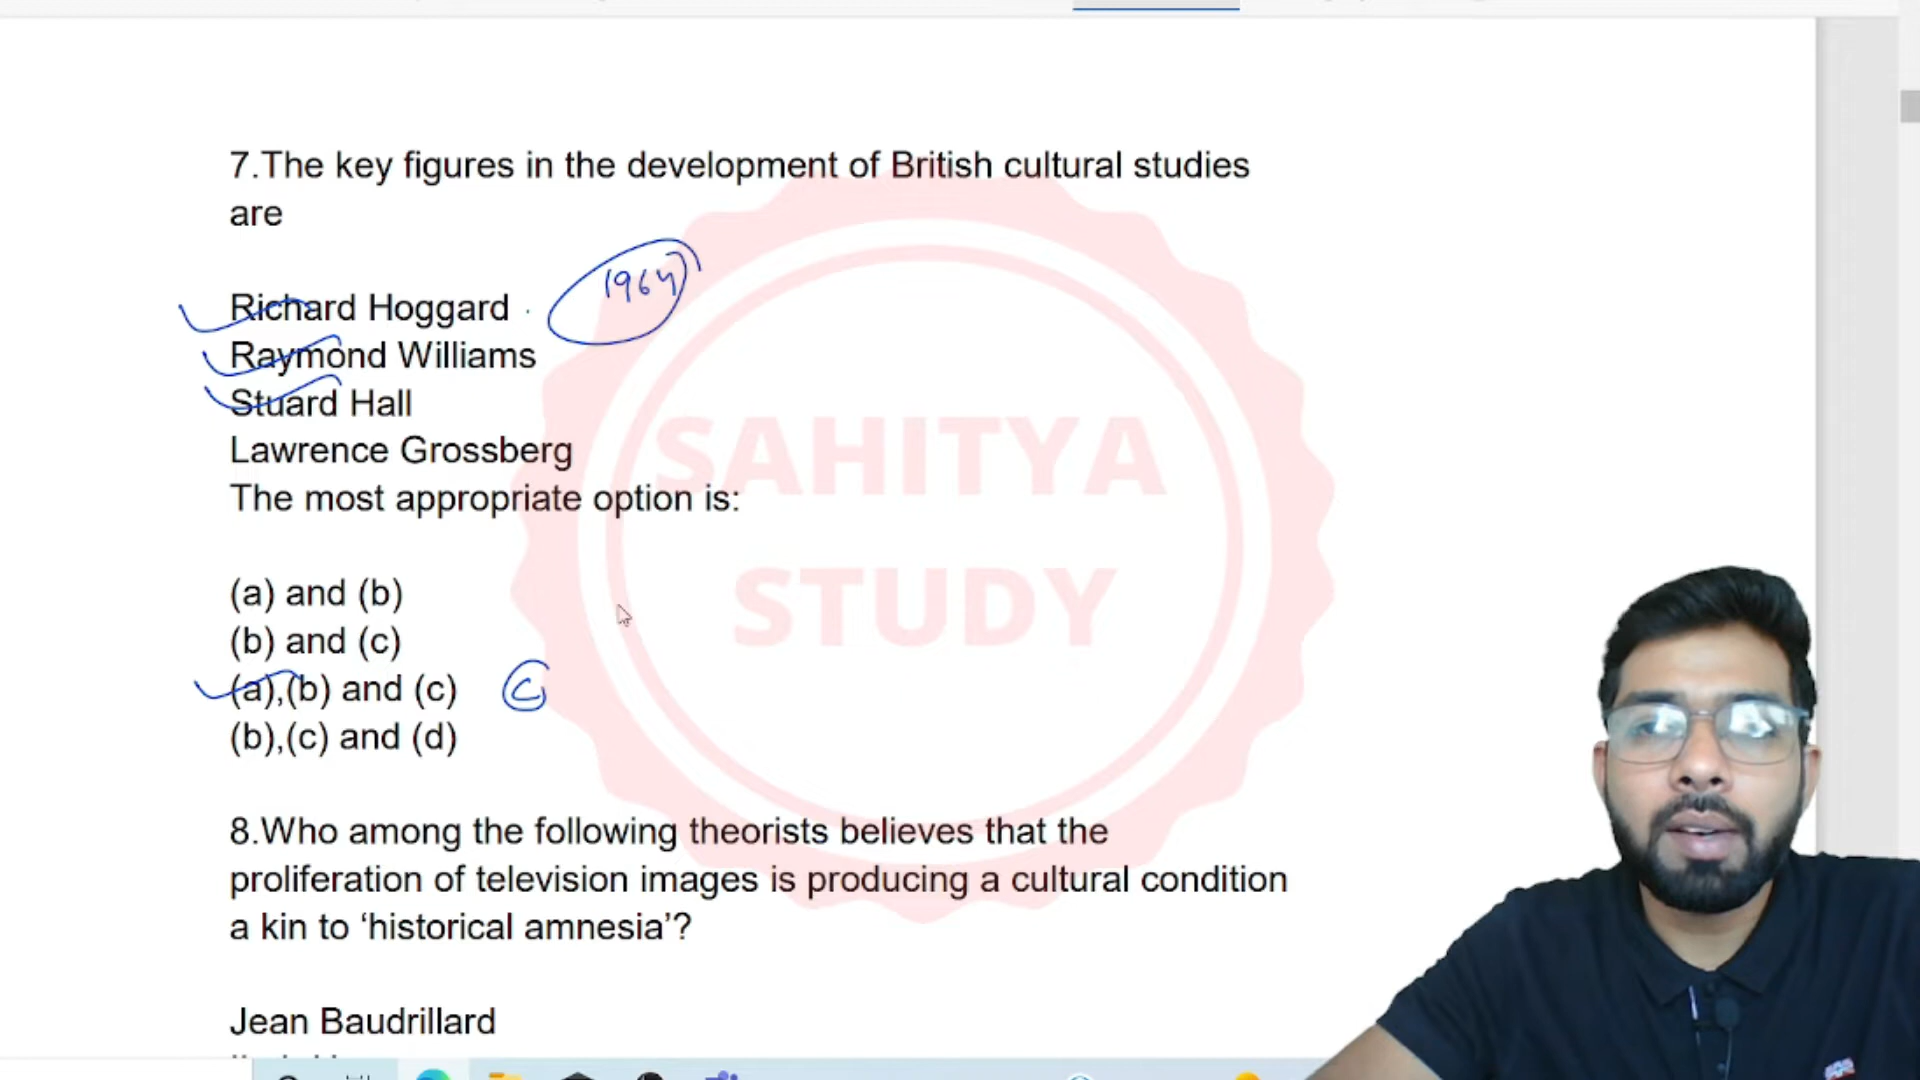 7.The key figures in the development of British cultural studies
are
1964
Richard Hoggard
Raymond Williams
Stuard Hall
Lawrence Grossberg
The most appropriate option is:
(a) and (b)
(b) and (c)
(a),(b) and (c) C
(b),(c) and (d)
8.Who among the following theorists believes that the
proliferation of television images is producing a cultural condition
a kin to ‘historical amnesia’?
Jean Baudrillard
SAHITYA
STUDY